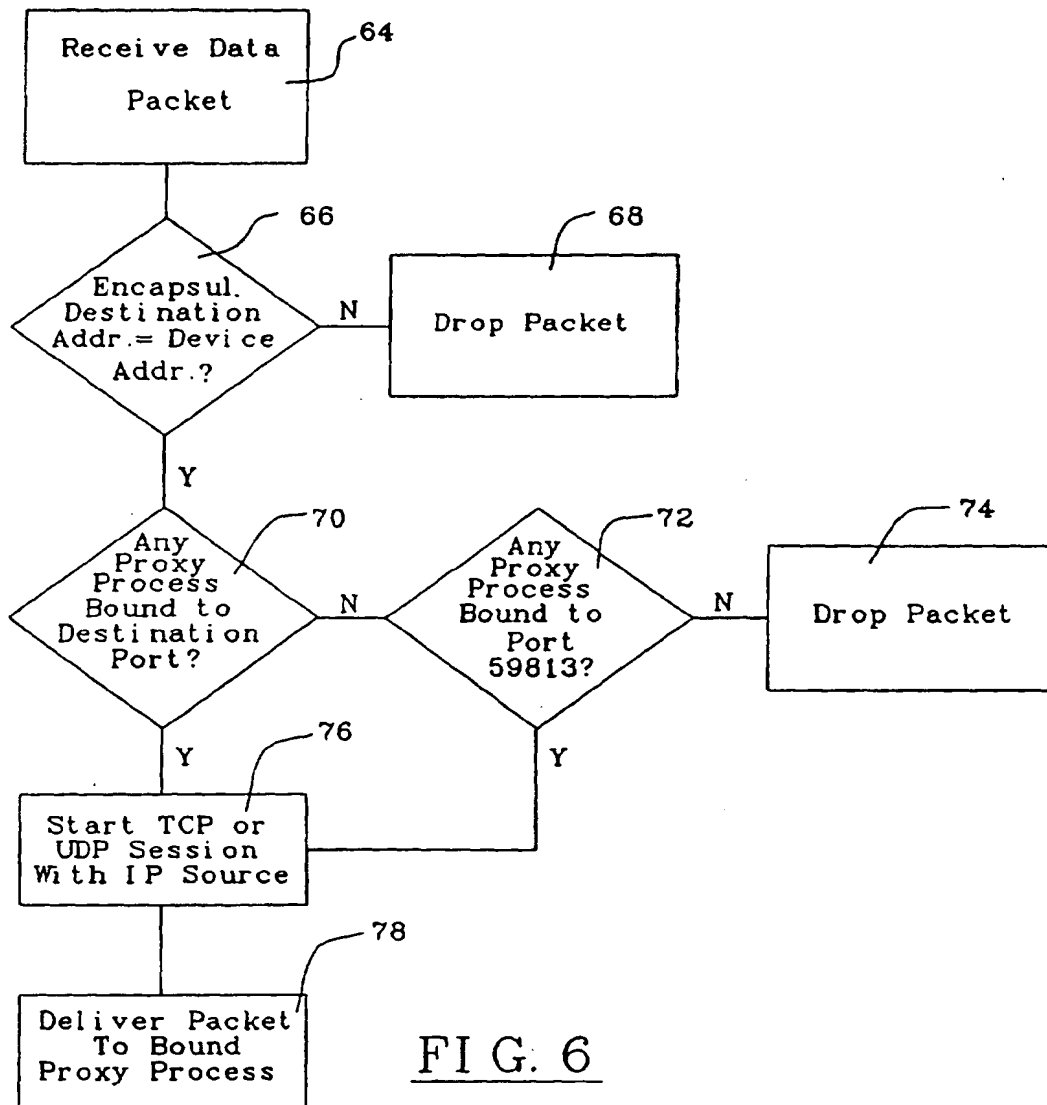 Receive Data
Packet
64
66
Encapsul.
Destination
Addr.= Device
Addr.?
N
68
Drop Packet
Y
70
Any
Proxy
Process
Bound to
Destination
Port?
N
72
Any
Proxy
Process
Bound to
Port
59813?
N
74
Drop Packet
Y
Y
76
Start TCP or
UDP Session
With IP Source
78
Deliver Packet
To Bound
Proxy Process
FIG. 6